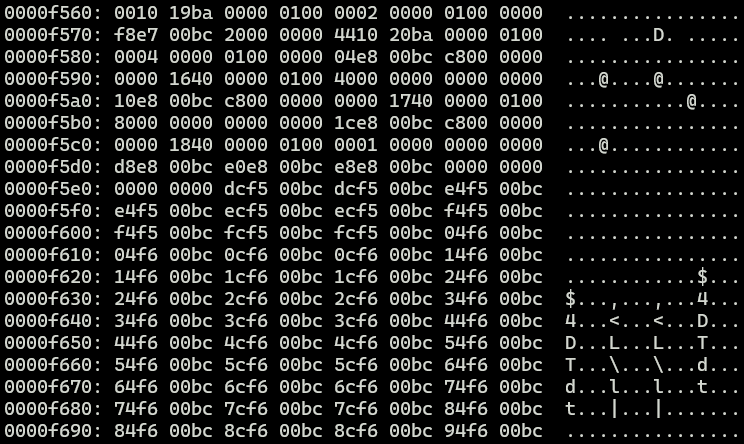 0000f560: 0010 19ba 0000 0100 0002 0000 0100 0000  ................
0000f570: f8e7 00bc 2000 0000 4410 20ba 0000 0100  .... ...D. .....
0000f580: 0004 0000 0100 0000 04e8 00bc c800 0000  ................
0000f590: 0000 1640 0000 0100 4000 0000 0000 0000  ...@....@.......
0000f5a0: 10e8 00bc c800 0000 0000 1740 0000 0100  ...........@....
0000f5b0: 8000 0000 0000 0000 1ce8 00bc c800 0000  ................
0000f5c0: 0000 1840 0000 0100 0001 0000 0000 0000  ...@............
0000f5d0: d8e8 00bc e0e8 00bc e8e8 00bc 0000 0000  ................
0000f5e0: 0000 0000 dcf5 00bc dcf5 00bc e4f5 00bc  ................
0000f5f0: e4f5 00bc ecf5 00bc ecf5 00bc f4f5 00bc  ................
0000f600: f4f5 00bc fcf5 00bc fcf5 00bc 04f6 00bc  ................
0000f610: 04f6 00bc 0cf6 00bc 0cf6 00bc 14f6 00bc  ................
0000f620: 14f6 00bc 1cf6 00bc 1cf6 00bc 24f6 00bc  ............$...
0000f630: 24f6 00bc 2cf6 00bc 2cf6 00bc 34f6 00bc  $...,...,...4...
0000f640: 34f6 00bc 3cf6 00bc 3cf6 00bc 44f6 00bc  4...<...<...D...
0000f650: 44f6 00bc 4cf6 00bc 4cf6 00bc 54f6 00bc  D...L...L...T...
0000f660: 54f6 00bc 5cf6 00bc 5cf6 00bc 64f6 00bc  T...\...\...d...
0000f670: 64f6 00bc 6cf6 00bc 6cf6 00bc 74f6 00bc  d...l...l...t...
0000f680: 74f6 00bc 7cf6 00bc 7cf6 00bc 84f6 00bc  t...|...|.......
0000f690: 84f6 00bc 8cf6 00bc 8cf6 00bc 94f6 00bc  ................